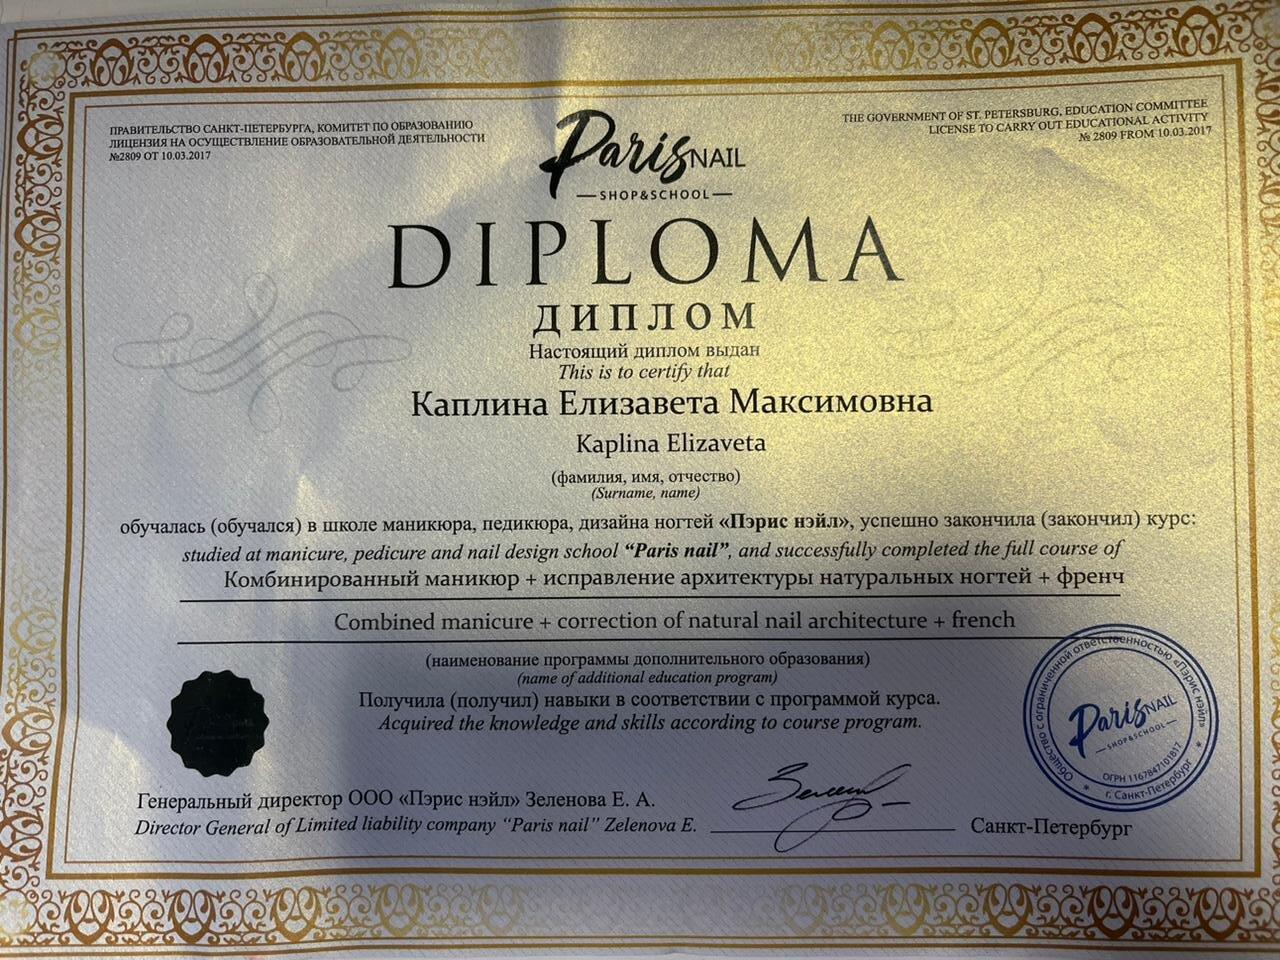 ПРАВИТЕЛЬСТВО САНКТ-ПЕТЕРБУРГА, КОМИТЕТ ПО ОБРАЗОВАНИЮ
ЛИЦЕНЗИЯ НА ОСУЩЕСТВЛЕНИЕ ОБРАЗОВАТЕЛЬНОЙ ДЕЯТЕЛЬНОСТИ
№2809 ОТ 10.03.2017
THE GOVERNMENT OF ST. PETERSBURG, EDUCATION COMMITTEE
LICENSE TO CARRY OUT EDUCATIONAL ACTIVITY
№ 2809 FROM 10.03.2017
Paris NAIL
SHOP&SCHOOL
DIPLOMA
ДИПЛОМ
Настоящий диплом выдан
This is to certify that
Каплина Елизавета Максимовна
Kaplina Elizaveta
(фамилия, имя, отчество)
(Surname, name)
обучалась (обучался) в школе маникюра, педикюра, дизайна ногтей «Пэрис нэйл», успешно закончила (закончил) курс:
studied at manicure, pedicure and nail design school “Paris nail”, and successfully completed the full course of
Комбинированный маникюр + исправление архитектуры натуральных ногтей + френч
Combined manicure + correction of natural nail architecture + french
(наименование программы дополнительного образования)
(name of additional education program)
Получила (получил) навыки в соответствии с программой курса.
Acquired the knowledge and skills according to course program.
Общество с ограниченной ответственностью «Пэрис нэйл»
Paris NAIL
SHOP&SCHOOL
ОГРН 1167847101817
г. Санкт-Петербург
Генеральный директор ООО «Пэрис нэйл» Зеленова Е. А.
Director General of Limited liability company “Paris nail” Zelenova E.
Санкт-Петербург